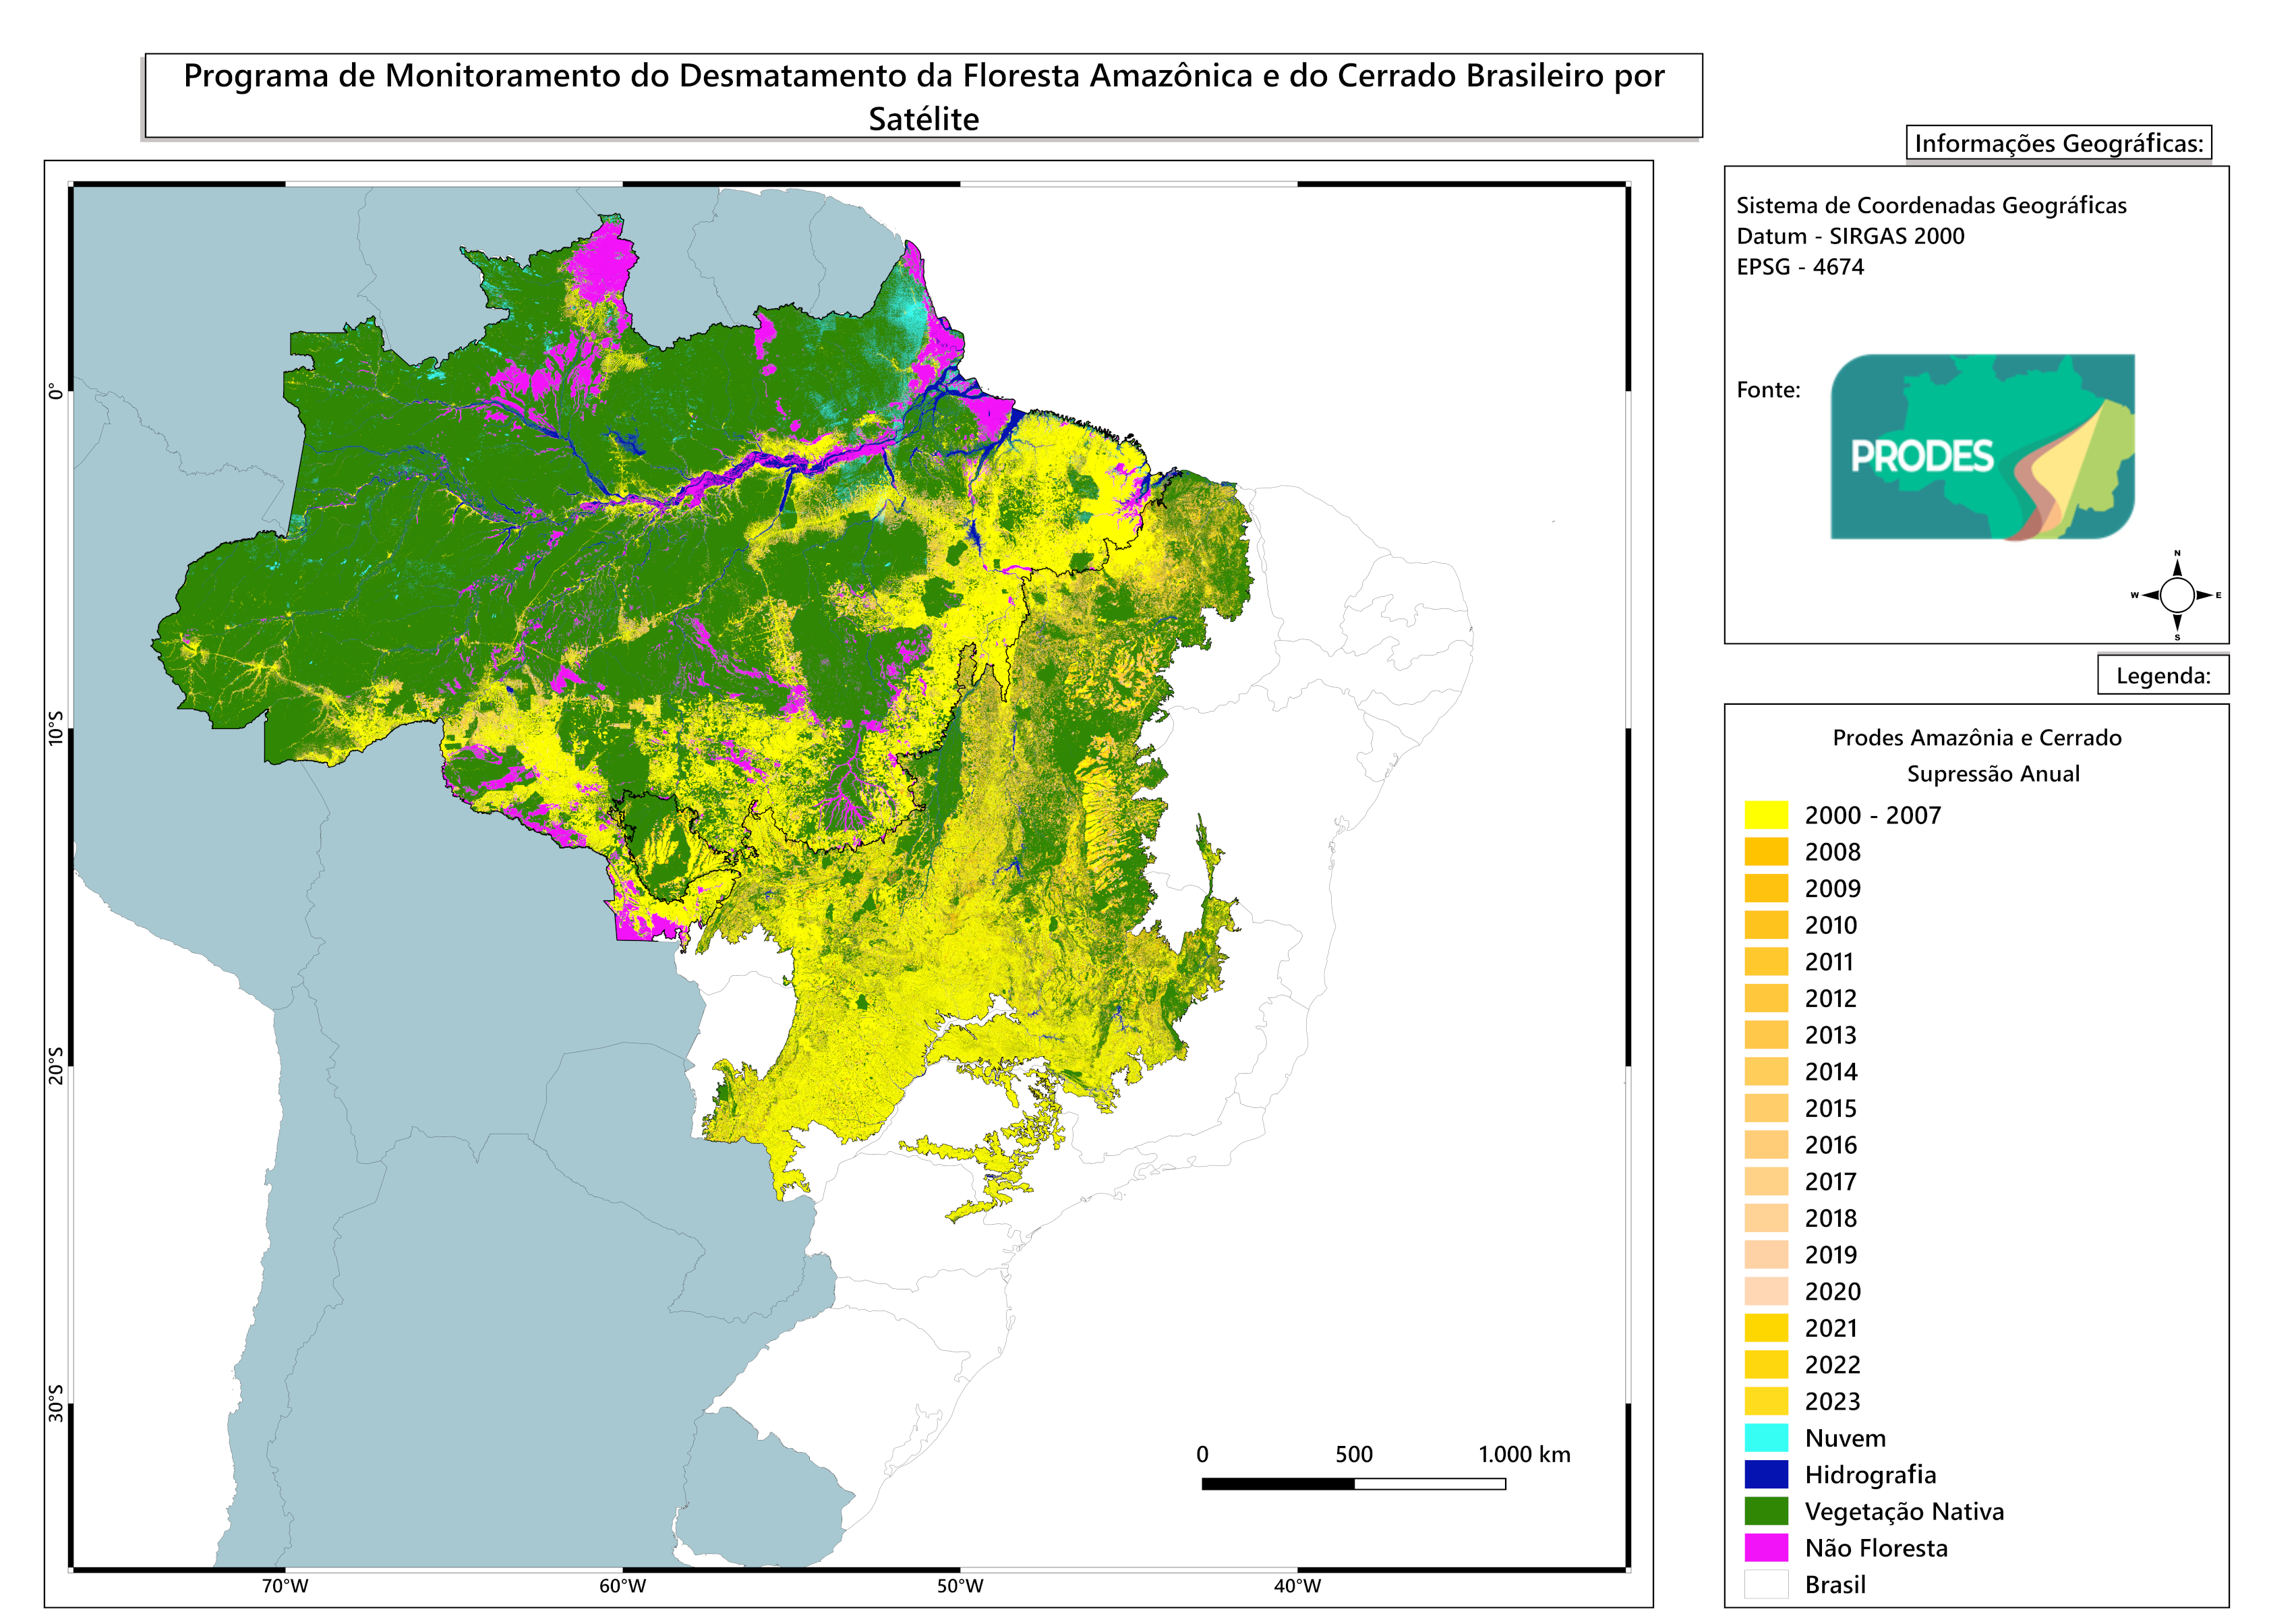 Programa de Monitoramento do Desmatamento da Floresta Amazônica e do Cerrado Brasileiro por
Satélite
Informações Geográficas:
Sistema de Coordenadas Geográficas
Datum - SIRGAS 2000
EPSG - 4674
Fonte:
PRODES
N
W
E
S
Legenda:
Prodes Amazônia e Cerrado
Supressão Anual
2000 - 2007
2008
2009
2010
2011
2012
2013
2014
2015
2016
2017
2018
2019
2020
2021
2022
2023
Nuvem
Hidrografia
Vegetação Nativa
Não Floresta
Brasil
0°
10°S
20°S
30°S
0 500 1.000 km
70°W 60°W 50°W 40°W